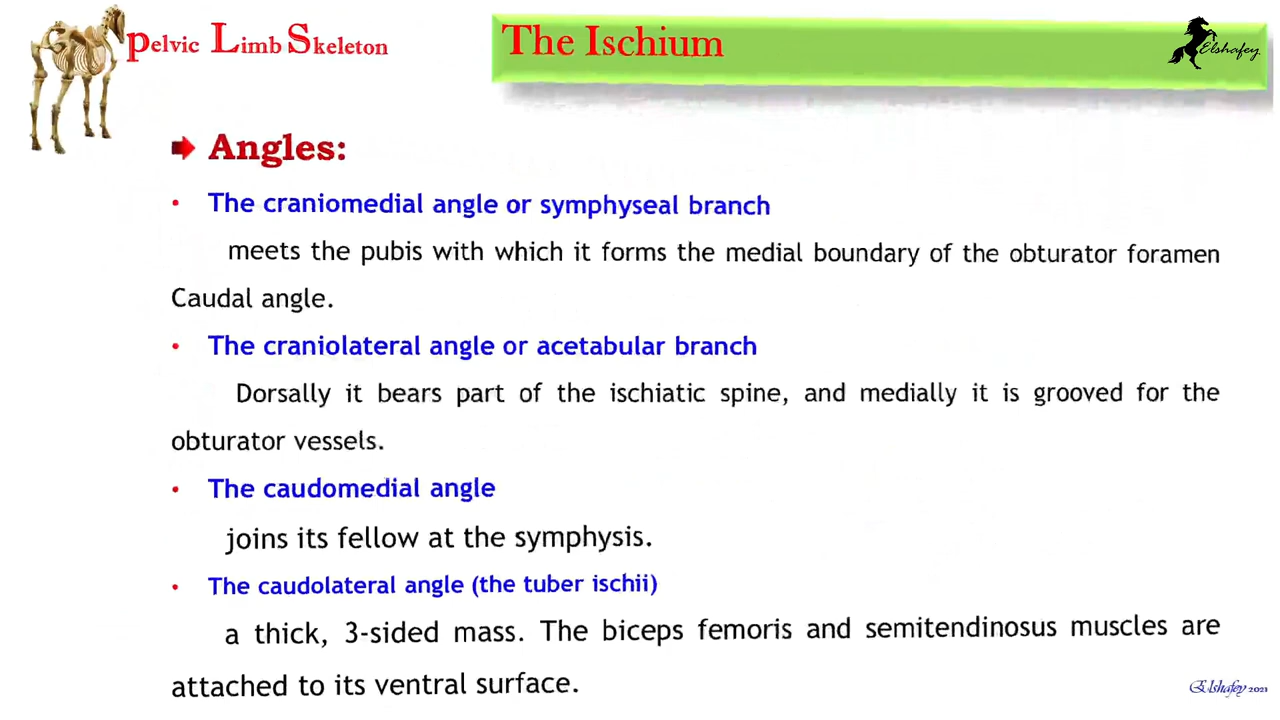 Pelvic Limb Skeleton
The Ischium
Elshafey
Angles:
• The craniomedial angle or symphyseal branch
meets the pubis with which it forms the medial boundary of the obturator foramen
Caudal angle.
• The craniolateral angle or acetabular branch
Dorsally it bears part of the ischiatic spine, and medially it is grooved for the
obturator vessels.
• The caudomedial angle
joins its fellow at the symphysis.
• The caudolateral angle (the tuber ischii)
a thick, 3-sided mass. The biceps femoris and semitendinosus muscles are
attached to its ventral surface.
Elshafey 2021